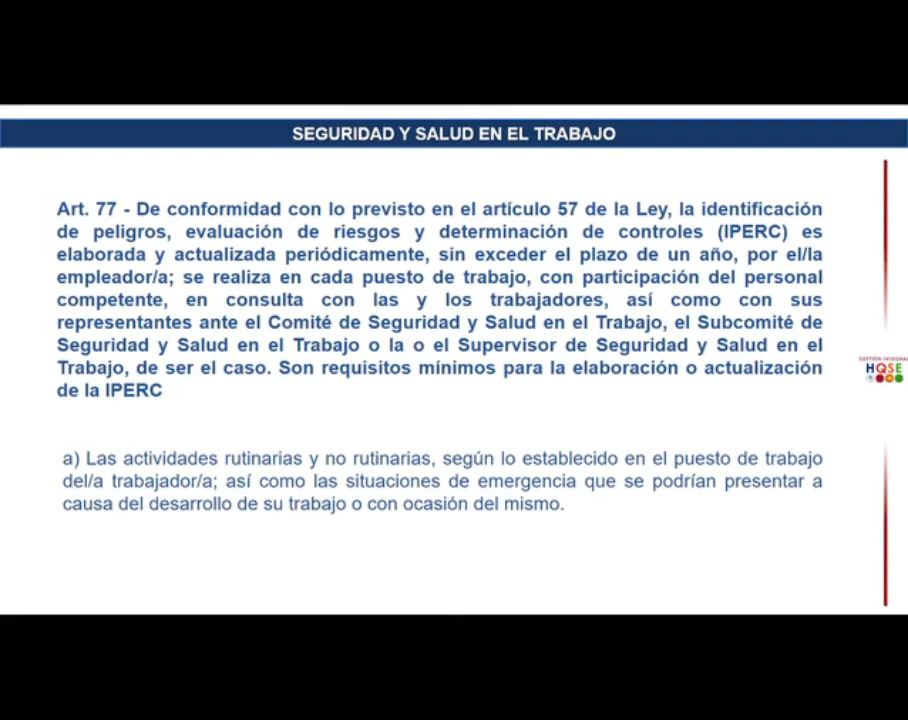 SEGURIDAD Y SALUD EN EL TRABAJO
Art. 77 - De conformidad con lo previsto en el artículo 57 de la Ley, la identificación
de peligros, evaluación de riesgos y determinación de controles (IPERC) es
elaborada y actualizada periódicamente, sin exceder el plazo de un año, por el/la
empleador/a; se realiza en cada puesto de trabajo, con participación del personal
competente, en consulta con las y los trabajadores, así como con sus
representantes ante el Comité de Seguridad y Salud en el Trabajo, el Subcomité de
Seguridad y Salud en el Trabajo o la o el Supervisor de Seguridad y Salud en el
Trabajo, de ser el caso. Son requisitos mínimos para la elaboración o actualización
de la IPERC
GESTIÓN INTEGRAL
HQSE
a) Las actividades rutinarias y no rutinarias, según lo establecido en el puesto de trabajo
del/a trabajador/a; así como las situaciones de emergencia que se podrían presentar a
causa del desarrollo de su trabajo o con ocasión del mismo.